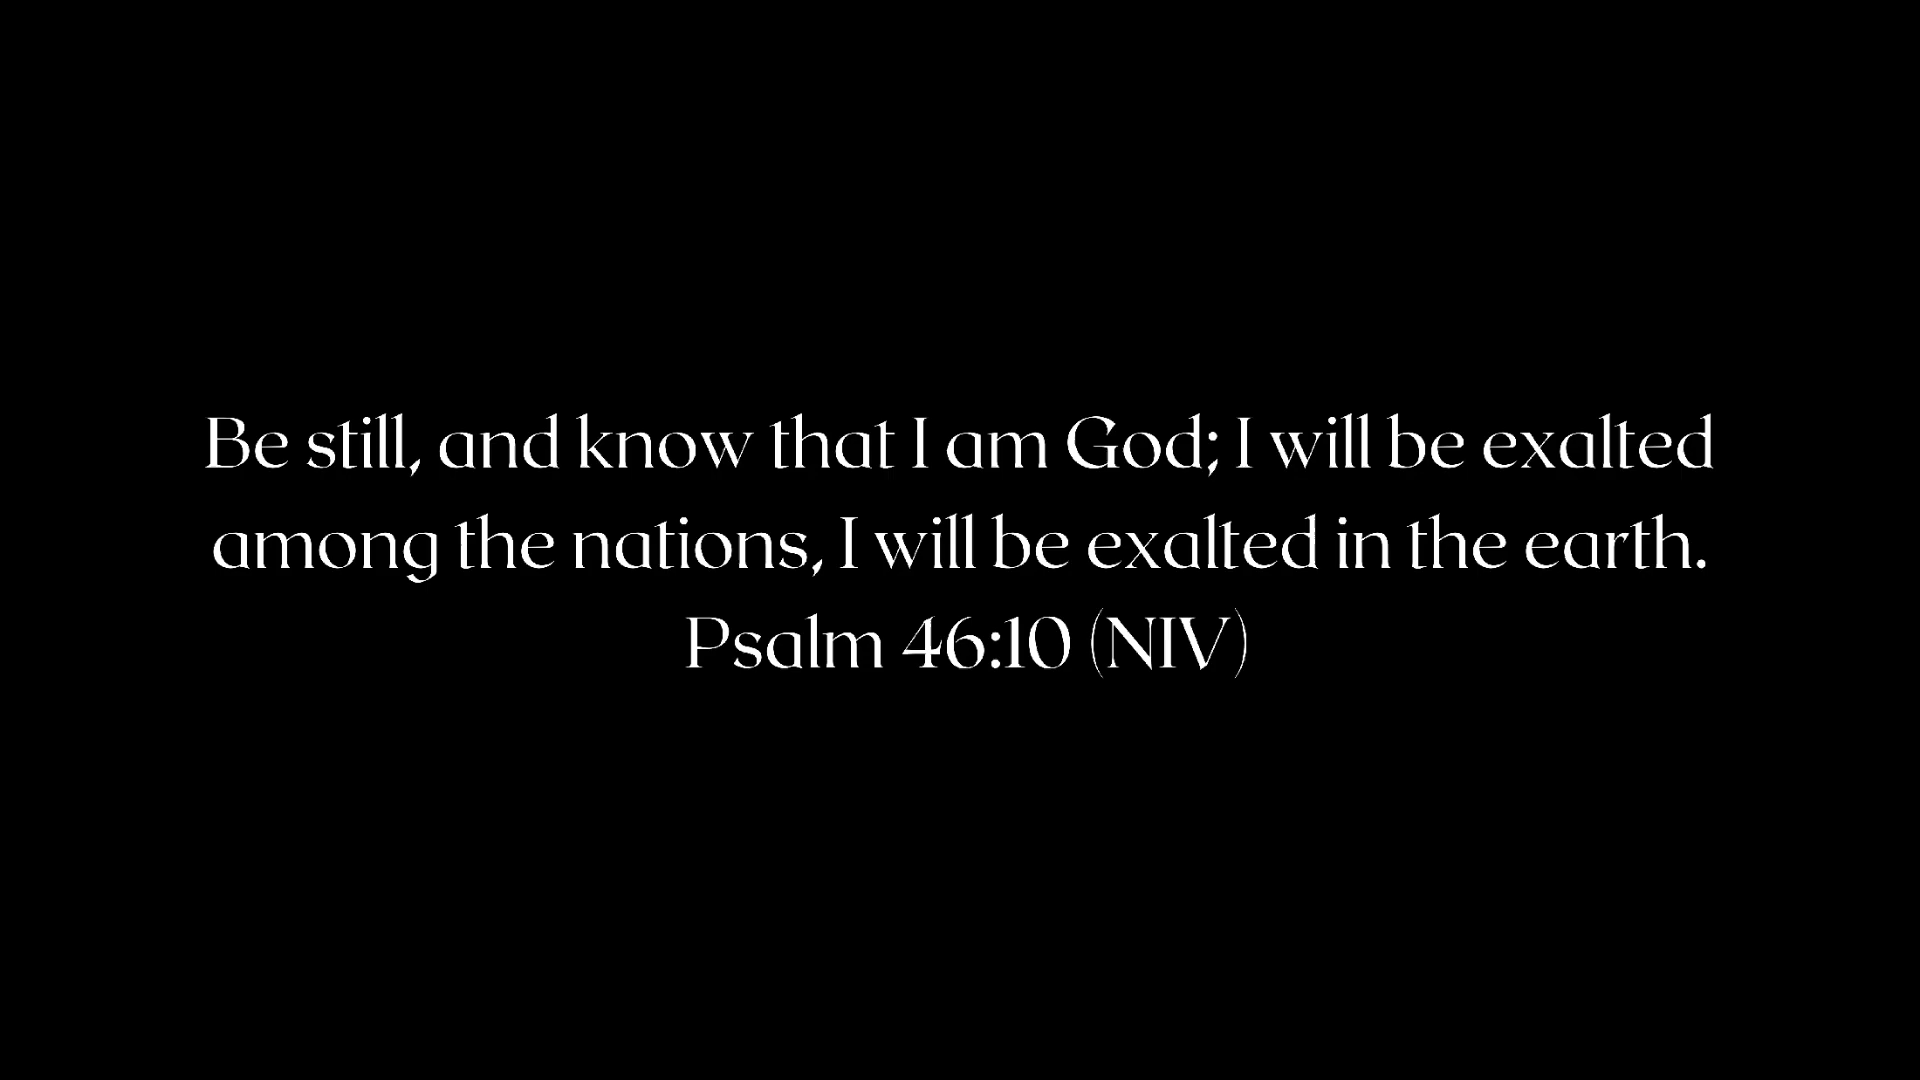 Be still, and know that I am God; I will be exalted
among the nations, I will be exalted in the earth.
Psalm 46:10 (NIV)